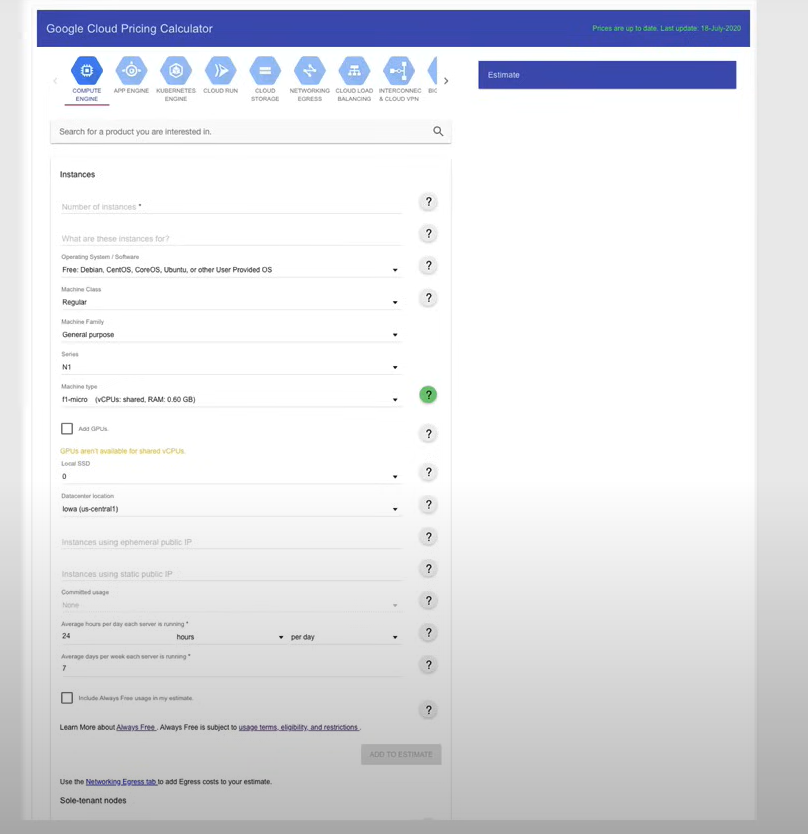 Google Cloud Pricing Calculator
Prices are up to date. Last update: 18-July-2020
COMPUTE ENGINE
APP ENGINE
KUBERNETES ENGINE
CLOUD RUN
CLOUD STORAGE
NETWORKING EGRESS
CLOUD LOAD BALANCING
INTERCONNEC & CLOUD VPN
BIG
Estimate
Search for a product you are interested in.
Instances
Number of instances *
?
What are these instances for?
?
Operating System / Software
Free: Debian, CentOS, CoreOS, Ubuntu, or other User Provided OS
?
Machine Class
Regular
?
Machine Family
General purpose
Series
N1
Machine type
f1-micro (vCPUs: shared, RAM: 0.60 GB)
?
Add GPUs.
?
GPUs aren't available for shared vCPUs.
Local SSD
0
?
Datacenter location
Iowa (us-central1)
?
Instances using ephemeral public IP
?
Instances using static public IP
?
Committed usage
None
?
Average hours per day each server is running *
24 hours per day
?
Average days per week each server is running *
7
?
Include Always Free usage in my estimate.
?
Learn More about Always Free . Always Free is subject to usage terms, eligibility, and restrictions .
ADD TO ESTIMATE
Use the Networking Egress tab to add Egress costs to your estimate.
Sole-tenant nodes